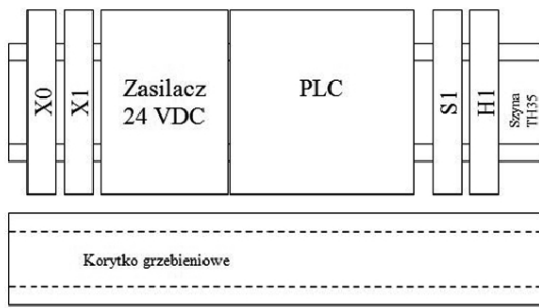 X0
X1
Zasilacz
24 VDC
PLC
S1
H1
Szyna
TH35
Korytko grzebieniowe